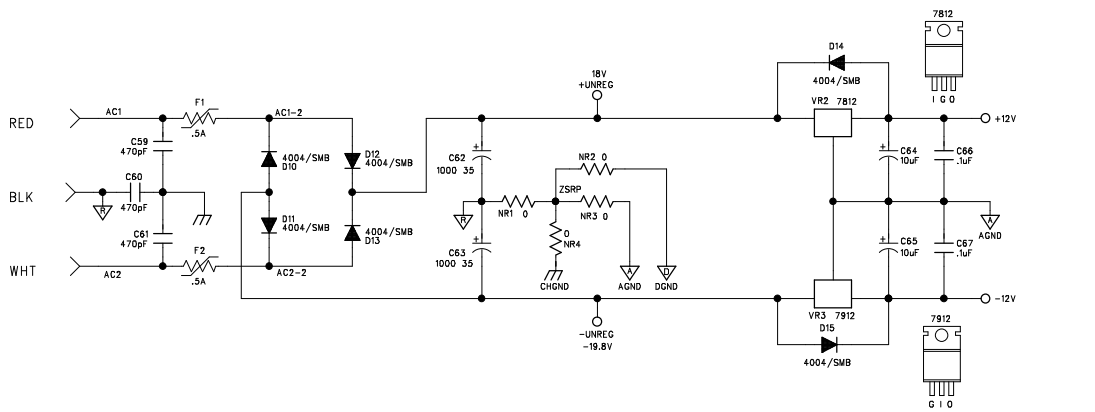 7812
I G O
D14
4004/SMB
18V
+UNREG
VR2 7812
RED
AC1
F1
.5A
AC1-2
+12V
C59
470pF
4004/SMB
D10
D12
4004/SMB
C62
1000 35
+
NR2 0
+
C64
10uF
C66
.1uF
BLK
R
C60
470pF
ZSRP
R
NR1 0
NR3 0
A
AGND
C61
470pF
D11
4004/SMB
4004/SMB
D13
C63
1000 35
+
0
NR4
CHGND
A
AGND
D
DGND
+
C65
10uF
C67
.1uF
WHT
AC2
F2
.5A
AC2-2
-UNREG
-19.8V
VR3 7912
-12V
D15
4004/SMB
7912
G I O